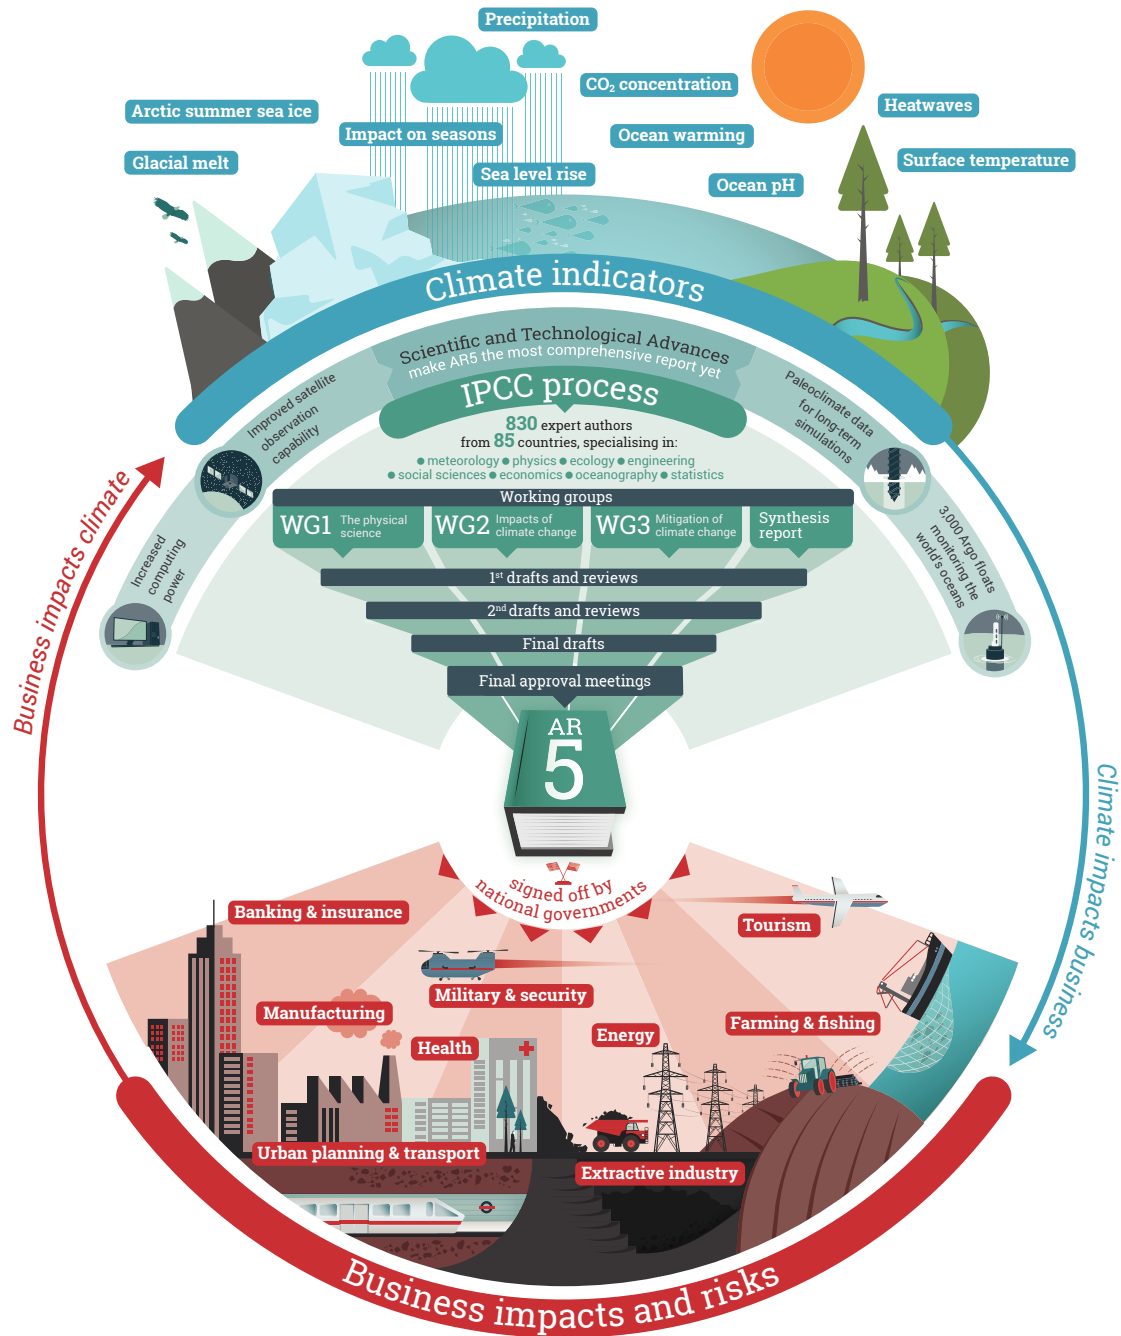 Precipitation
CO₂ concentration
Arctic summer sea ice
Heatwaves
Impact on seasons
Ocean warming
Glacial melt
Surface temperature
Sea level rise
Ocean pH
Climate indicators
Scientific and Technological Advances
make AR5 the most comprehensive report yet
IPCC process
830 expert authors
from 85 countries, specialising in:
• meteorology • physics • ecology • engineering
• social sciences • economics • oceanography • statistics
Improved satellite
observation
capability
Paleoclimate data
for long-term
simulations
Increased
computing
power
3,000 Argo floats
monitoring the
world's oceans
Working groups
WG1 The physical
science
WG2 Impacts of
climate change
WG3 Mitigation of
climate change
Synthesis
report
1st drafts and reviews
2nd drafts and reviews
Final drafts
Final approval meetings
AR
5
signed off by
national governments
Business impacts climate
Climate impacts business
Banking & insurance
Tourism
Military & security
Manufacturing
Farming & fishing
Energy
Health
Urban planning & transport
Extractive industry
Business impacts and risks